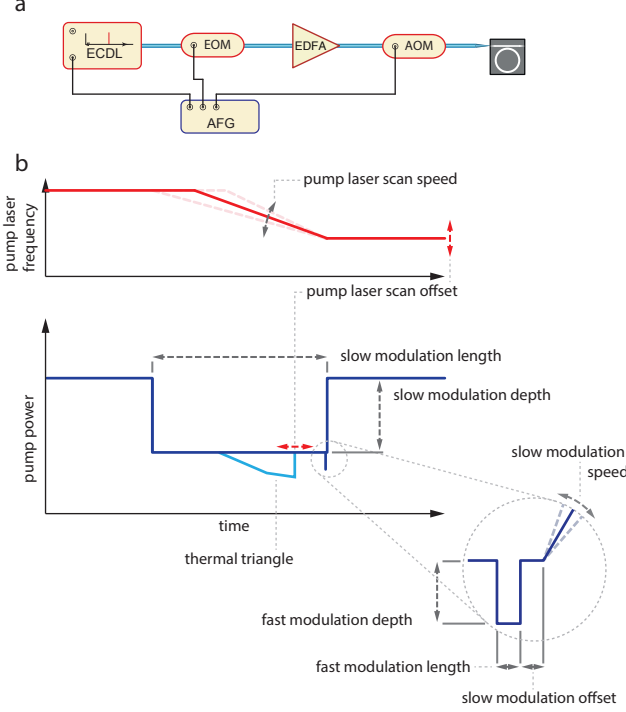 a
ECDL
EOM
EDFA
AOM
AFG
b
pump laser
frequency
pump laser scan speed
pump laser scan offset
pump power
slow modulation length
slow modulation depth
slow modulation
speed
time
thermal triangle
fast modulation depth
fast modulation length
slow modulation offset